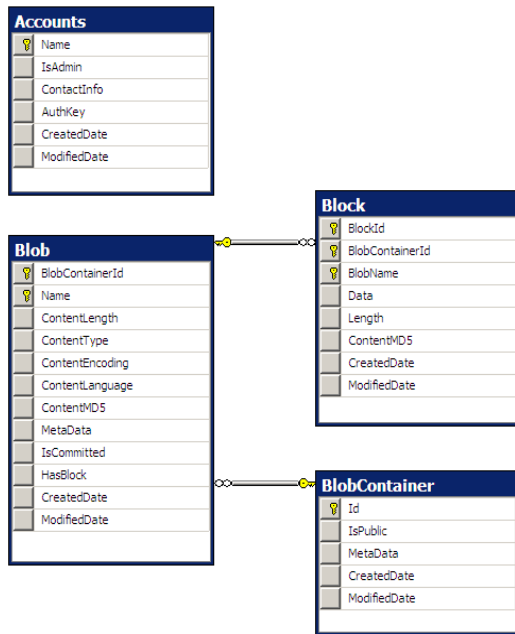 Accounts
Name
IsAdmin
ContactInfo
AuthKey
CreatedDate
ModifiedDate
Blob
BlobContainerId
Name
ContentLength
ContentType
ContentEncoding
ContentLanguage
ContentMD5
MetaData
IsCommitted
HasBlock
CreatedDate
ModifiedDate
Block
BlockId
BlobContainerId
BlobName
Data
Length
ContentMD5
CreatedDate
ModifiedDate
BlobContainer
Id
IsPublic
MetaData
CreatedDate
ModifiedDate